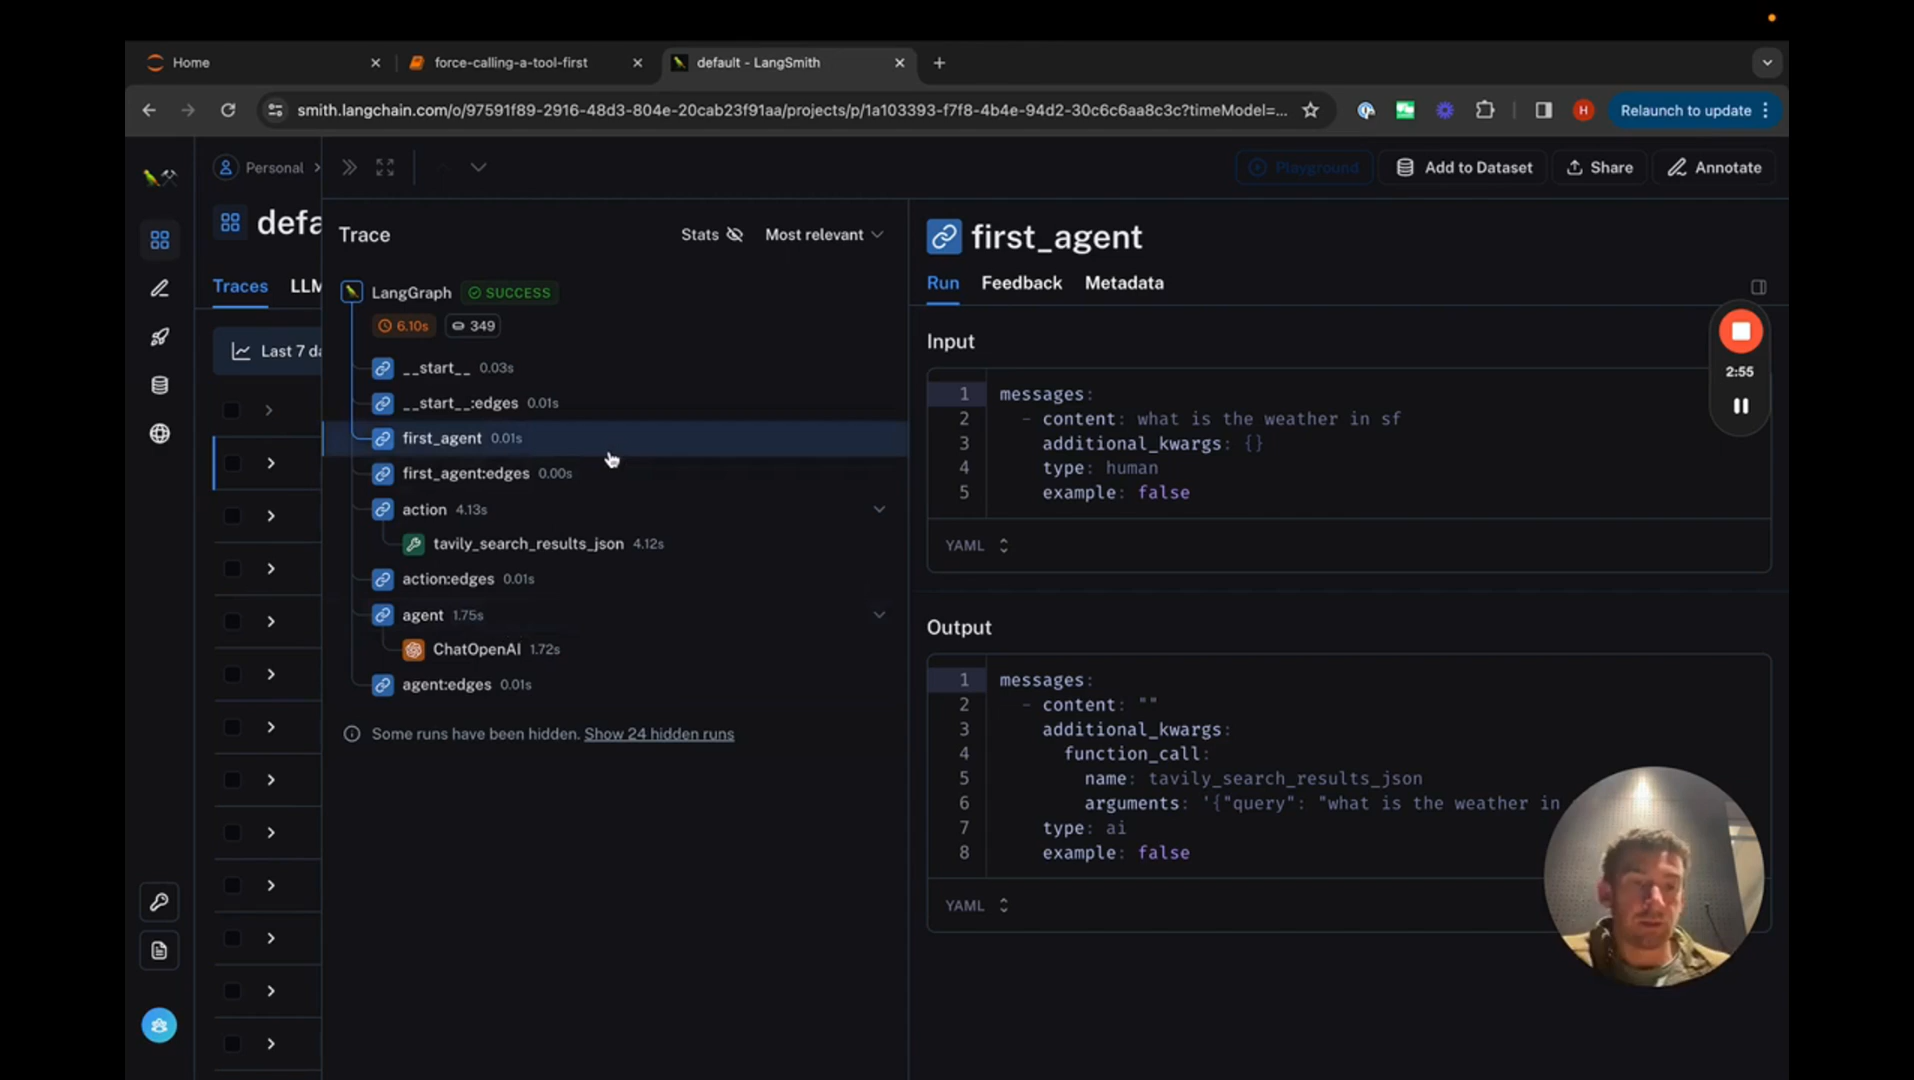 Home
force-calling-a-tool-first
default - LangSmith
smith.langchain.com/o/97591f89-2916-48d3-804e-20cab23f91aa/projects/p/1a103393-f7f8-4b4e-94d2-30c6c6aa8c3c?timeModel=...
H
Relaunch to update
Personal
Playground
Add to Dataset
Share
Annotate
defa
Traces
LLM
Last 7 da
Trace
Stats
Most relevant
LangGraph
SUCCESS
6.10s
349
__start__ 0.03s
__start__:edges 0.01s
first_agent 0.01s
first_agent:edges 0.00s
action 4.13s
tavily_search_results_json 4.12s
action:edges 0.01s
agent 1.75s
ChatOpenAI 1.72s
agent:edges 0.01s
Some runs have been hidden. Show 24 hidden runs
first_agent
Run
Feedback
Metadata
Input
1 messages:
2 - content: what is the weather in sf
3 additional_kwargs: {}
4 type: human
5 example: false
YAML
Output
1 messages:
2 - content: ""
3 additional_kwargs:
4 function_call:
5 name: tavily_search_results_json
6 arguments: '{"query": "what is the weather in
7 type: ai
8 example: false
YAML
2:55